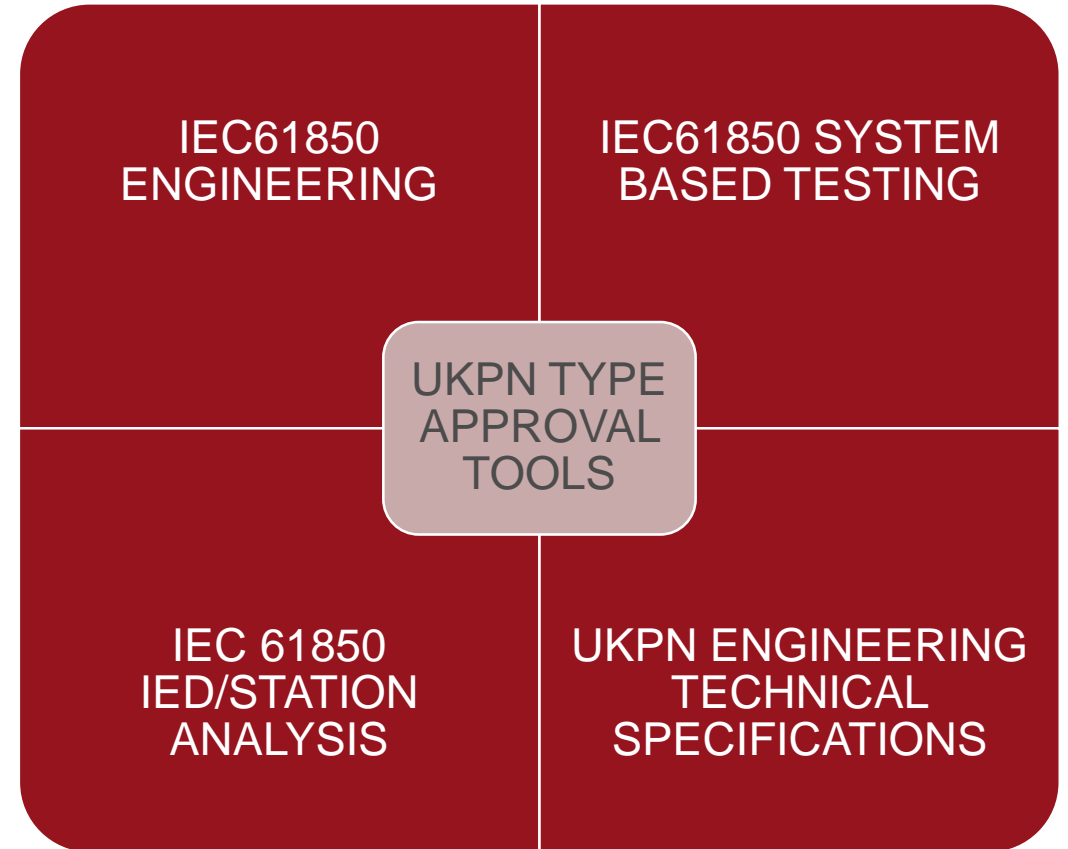 IEC61850
ENGINEERING
IEC61850 SYSTEM
BASED TESTING
UKPN TYPE
APPROVAL
TOOLS
IEC 61850
IED/STATION
ANALYSIS
UKPN ENGINEERING
TECHNICAL
SPECIFICATIONS